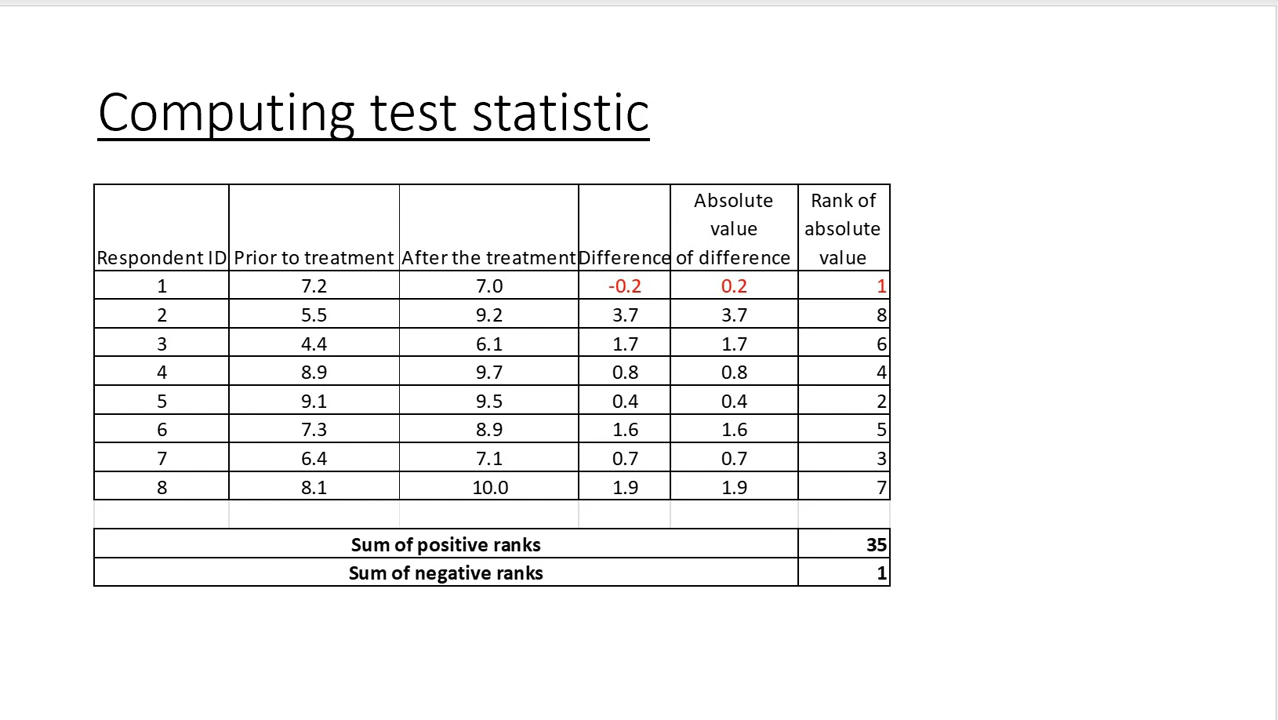 Computing test statistic
Respondent ID Prior to treatment After the treatment Difference Absolute value of difference Rank of absolute value
1 7.2 7.0 -0.2 0.2 1
2 5.5 9.2 3.7 3.7 8
3 4.4 6.1 1.7 1.7 6
4 8.9 9.7 0.8 0.8 4
5 9.1 9.5 0.4 0.4 2
6 7.3 8.9 1.6 1.6 5
7 6.4 7.1 0.7 0.7 3
8 8.1 10.0 1.9 1.9 7
Sum of positive ranks 35
Sum of negative ranks 1